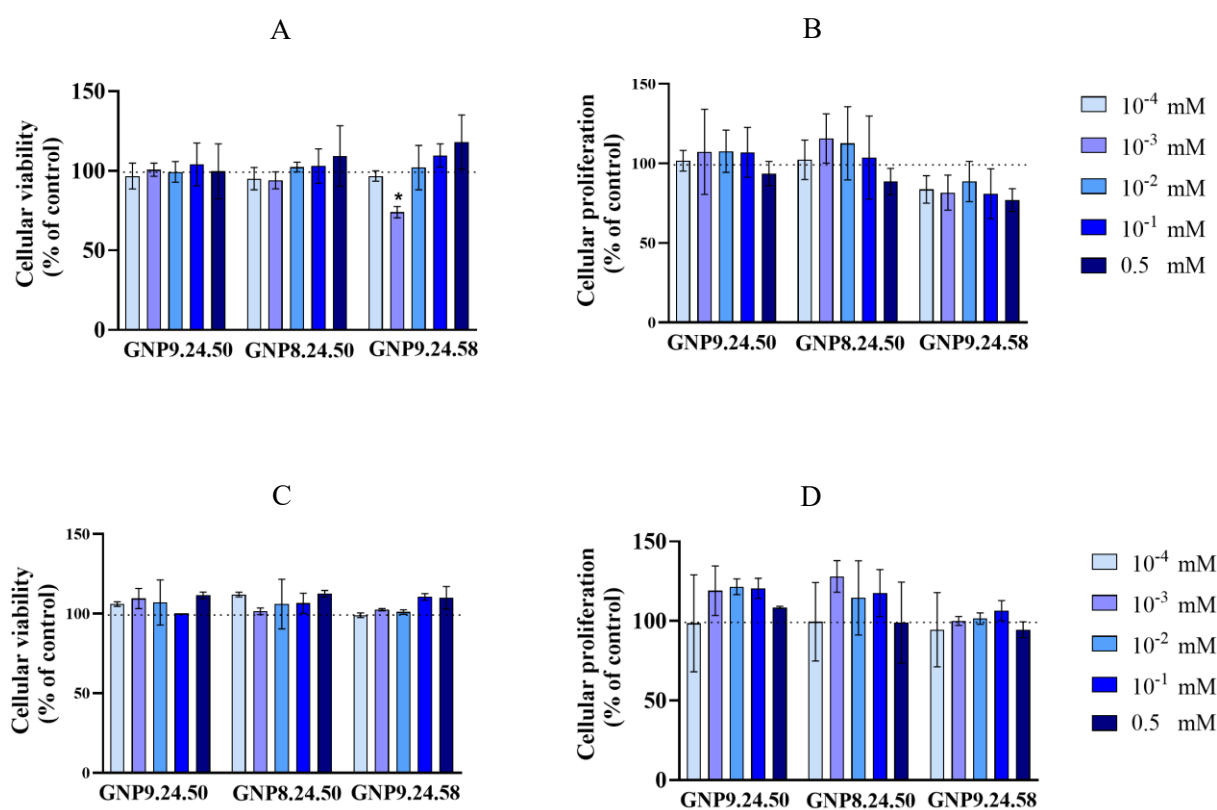 A
Cellular viability
(% of control)
150
100
50
0
*
GNP9.24.50 GNP8.24.50 GNP9.24.58
B
Cellular proliferation
(% of control)
150
100
50
0
GNP9.24.50 GNP8.24.50 GNP9.24.58
10⁻⁴ mM
10⁻³ mM
10⁻² mM
10⁻¹ mM
0.5 mM
C
Cellular viability
(% of control)
150
100
50
0
GNP9.24.50 GNP8.24.50 GNP9.24.58
D
Cellular proliferation
(% of control)
150
100
50
0
GNP9.24.50 GNP8.24.50 GNP9.24.58
10⁻⁴ mM
10⁻³ mM
10⁻² mM
10⁻¹ mM
0.5 mM